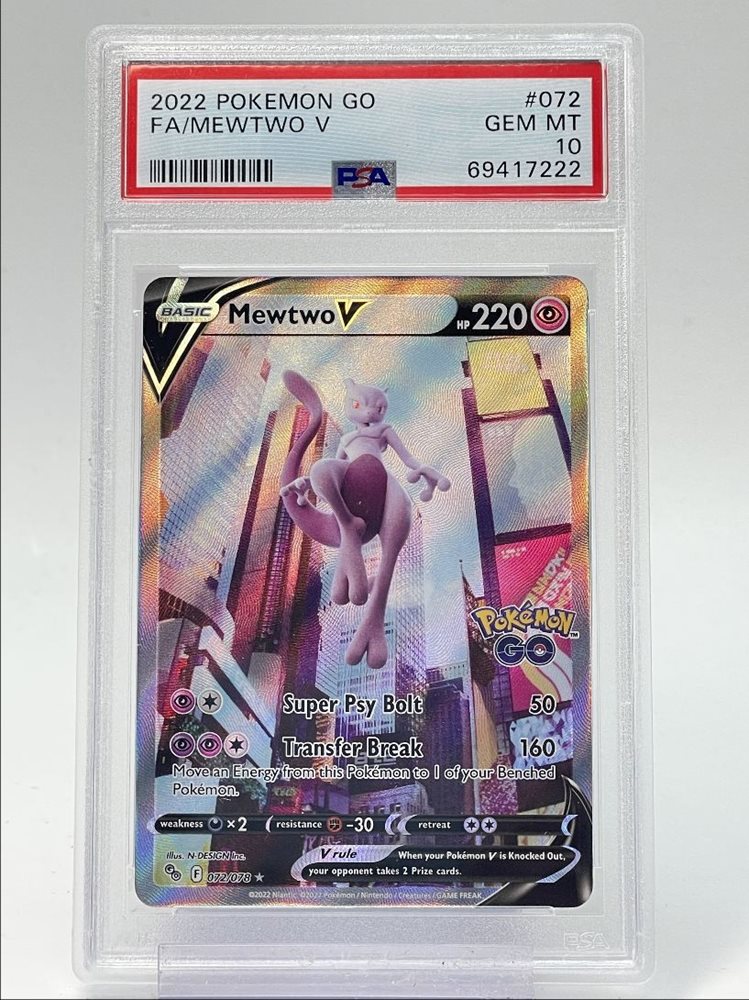 2022 POKEMON GO #072
FA/MEWTWO V GEM MT
10
PSA 69417222
BASIC Mewtwo V HP 220
Pokémon™
GO
Super Psy Bolt 50
Transfer Break 160
Move an Energy from this Pokémon to 1 of your Benched
Pokémon.
weakness ×2 resistance -30 retreat
Illus. N-DESIGN Inc.
V rule When your Pokémon V is Knocked Out,
your opponent takes 2 Prize cards.
F 072/078 ★
©2022 Niantic, ©2022 Pokémon / Nintendo / Creatures / GAME FREAK.
PSA